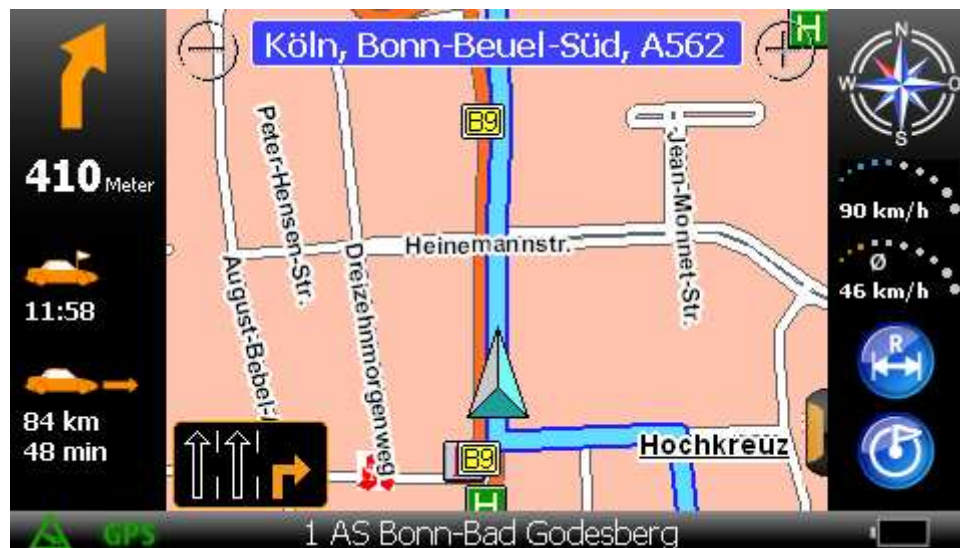 Köln, Bonn-Beuel-Süd, A562
H
N
W
O
S
410 Meter
B9
Peter-Hensen-Str.
Jean-Monnet-Str.
90 km/h
Heinemannstr.
Dreizehnmorgenweg
August-Bebel-
Ø
46 km/h
11:58
R
84 km
48 min
Hochkreuz
B9
H
GPS
1 AS Bonn-Bad Godesberg